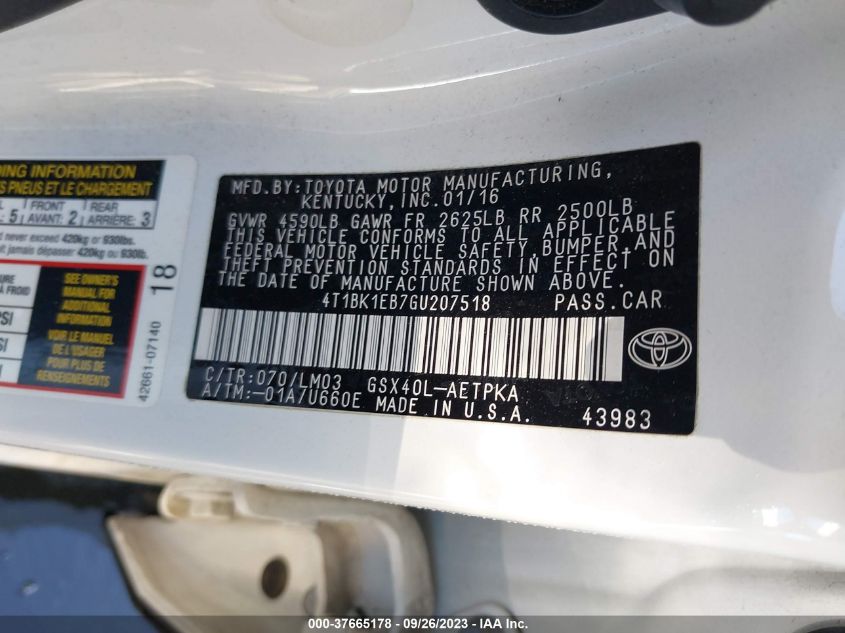 DING INFORMATION
S PNEUS ET LE CHARGEMENT
5 AVANT: 2 REAR ARRIÈRE: 3
never exceed 420kg or 930lbs.
jamais dépasser 420kg ou 930lb.
18
SEE OWNER'S
MANUAL FOR
ADDITIONAL
INFORMATION
VOIR LE MANUEL
DE L'USAGER
POUR PLUS DE
RENSEIGNEMENTS
42661-07140
MFD.BY: TOYOTA MOTOR MANUFACTURING,
KENTUCKY, INC. 01/16
GVWR 4590LB GAWR FR 2625LB RR 2500LB
THIS VEHICLE CONFORMS TO ALL APPLICABLE
FEDERAL MOTOR VEHICLE SAFETY, BUMPER, AND
THEFT PREVENTION STANDARDS IN EFFECT ON
THE DATE OF MANUFACTURE SHOWN ABOVE.
4T1BK1EB7GU207518 PASS.CAR
C/TR: 070/LM03 GSX40L-AETPKA
A/TM:-01A/U660E MADE IN U.S.A. 43983
000-37665178 - 09/26/2023 - IAA Inc.